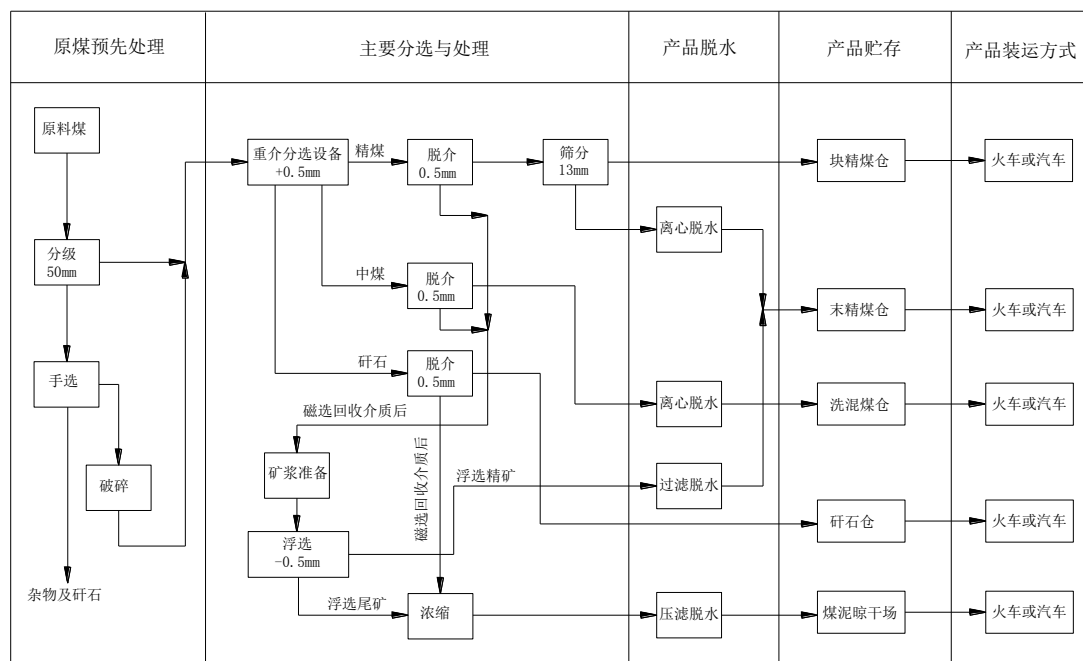 原煤预先处理
主要分选与处理
产品脱水
产品贮存
产品装运方式
原料煤
分级
50mm
手选
破碎
杂物及矸石
重介分选设备
+0.5mm
精煤
脱介
0.5mm
筛分
13mm
中煤
脱介
0.5mm
矸石
脱介
0.5mm
磁选回收介质后
磁选回收介质后
矿浆准备
浮选
-0.5mm
浮选精矿
浮选尾矿
浓缩
离心脱水
离心脱水
过滤脱水
压滤脱水
块精煤仓
末精煤仓
洗混煤仓
矸石仓
煤泥晾干场
火车或汽车
火车或汽车
火车或汽车
火车或汽车
火车或汽车